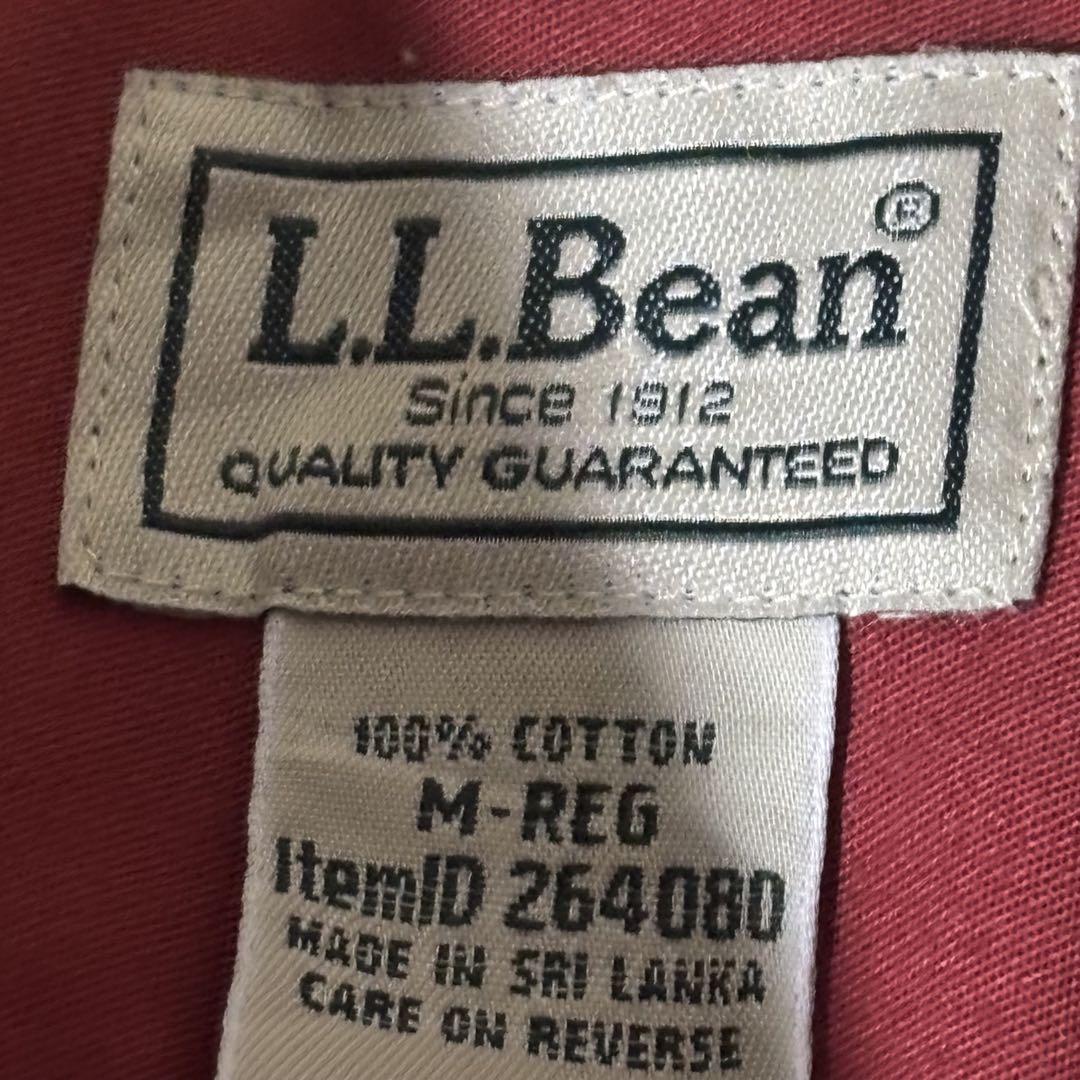 L.L.Bean®
Since 1912
QUALITY GUARANTEED
100% COTTON
M-REG
ItemID 264080
MADE IN SRI LANKA
CARE ON REVERSE